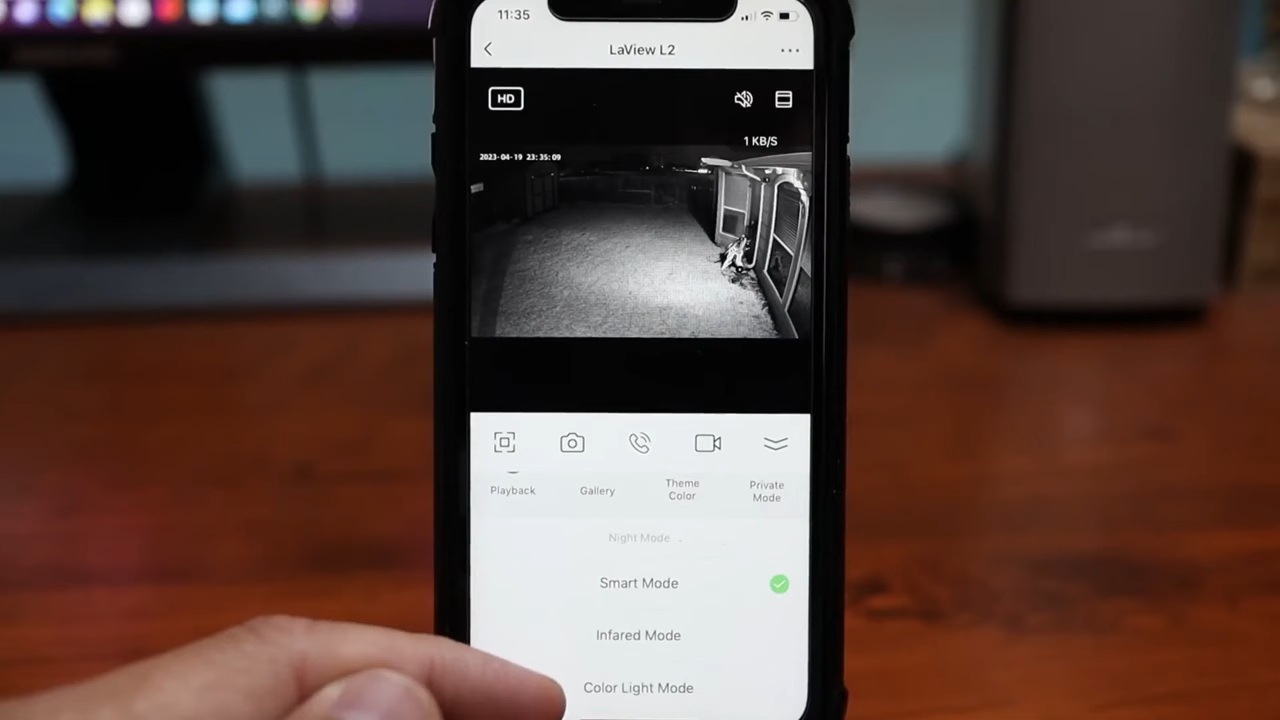 11:35
LaView L2
HD
1 KB/S
2023-04-19 23:35:09
Playback
Gallery
Theme
Color
Private
Mode
Night Mode
Smart Mode
Infared Mode
Color Light Mode